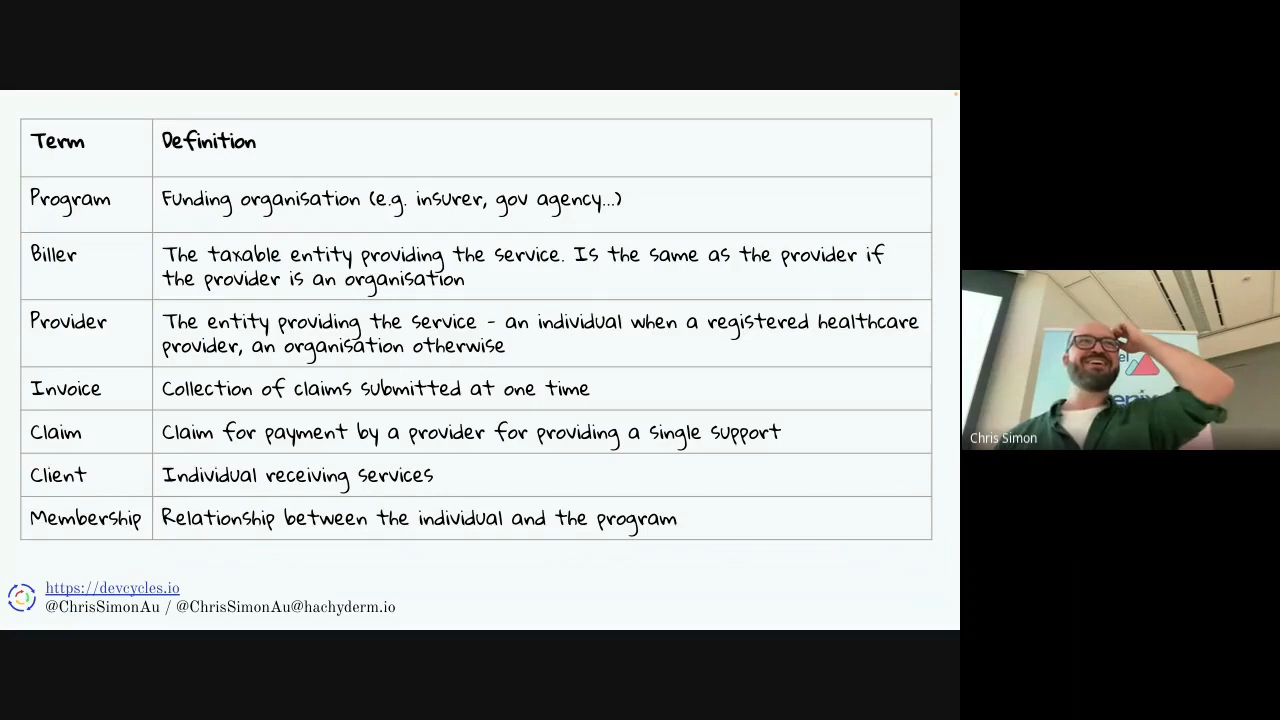 Term Definition
Program Funding organisation (e.g. insurer, gov agency...)
Biller The taxable entity providing the service. Is the same as the provider if
the provider is an organisation
Provider The entity providing the service - an individual when a registered healthcare
provider, an organisation otherwise
Invoice Collection of claims submitted at one time
Claim Claim for payment by a provider for providing a single support
Client Individual receiving services
Membership Relationship between the individual and the program
https://devcycles.io
@ChrisSimonAu / @ChrisSimonAu@hachyderm.io
Chris Simon